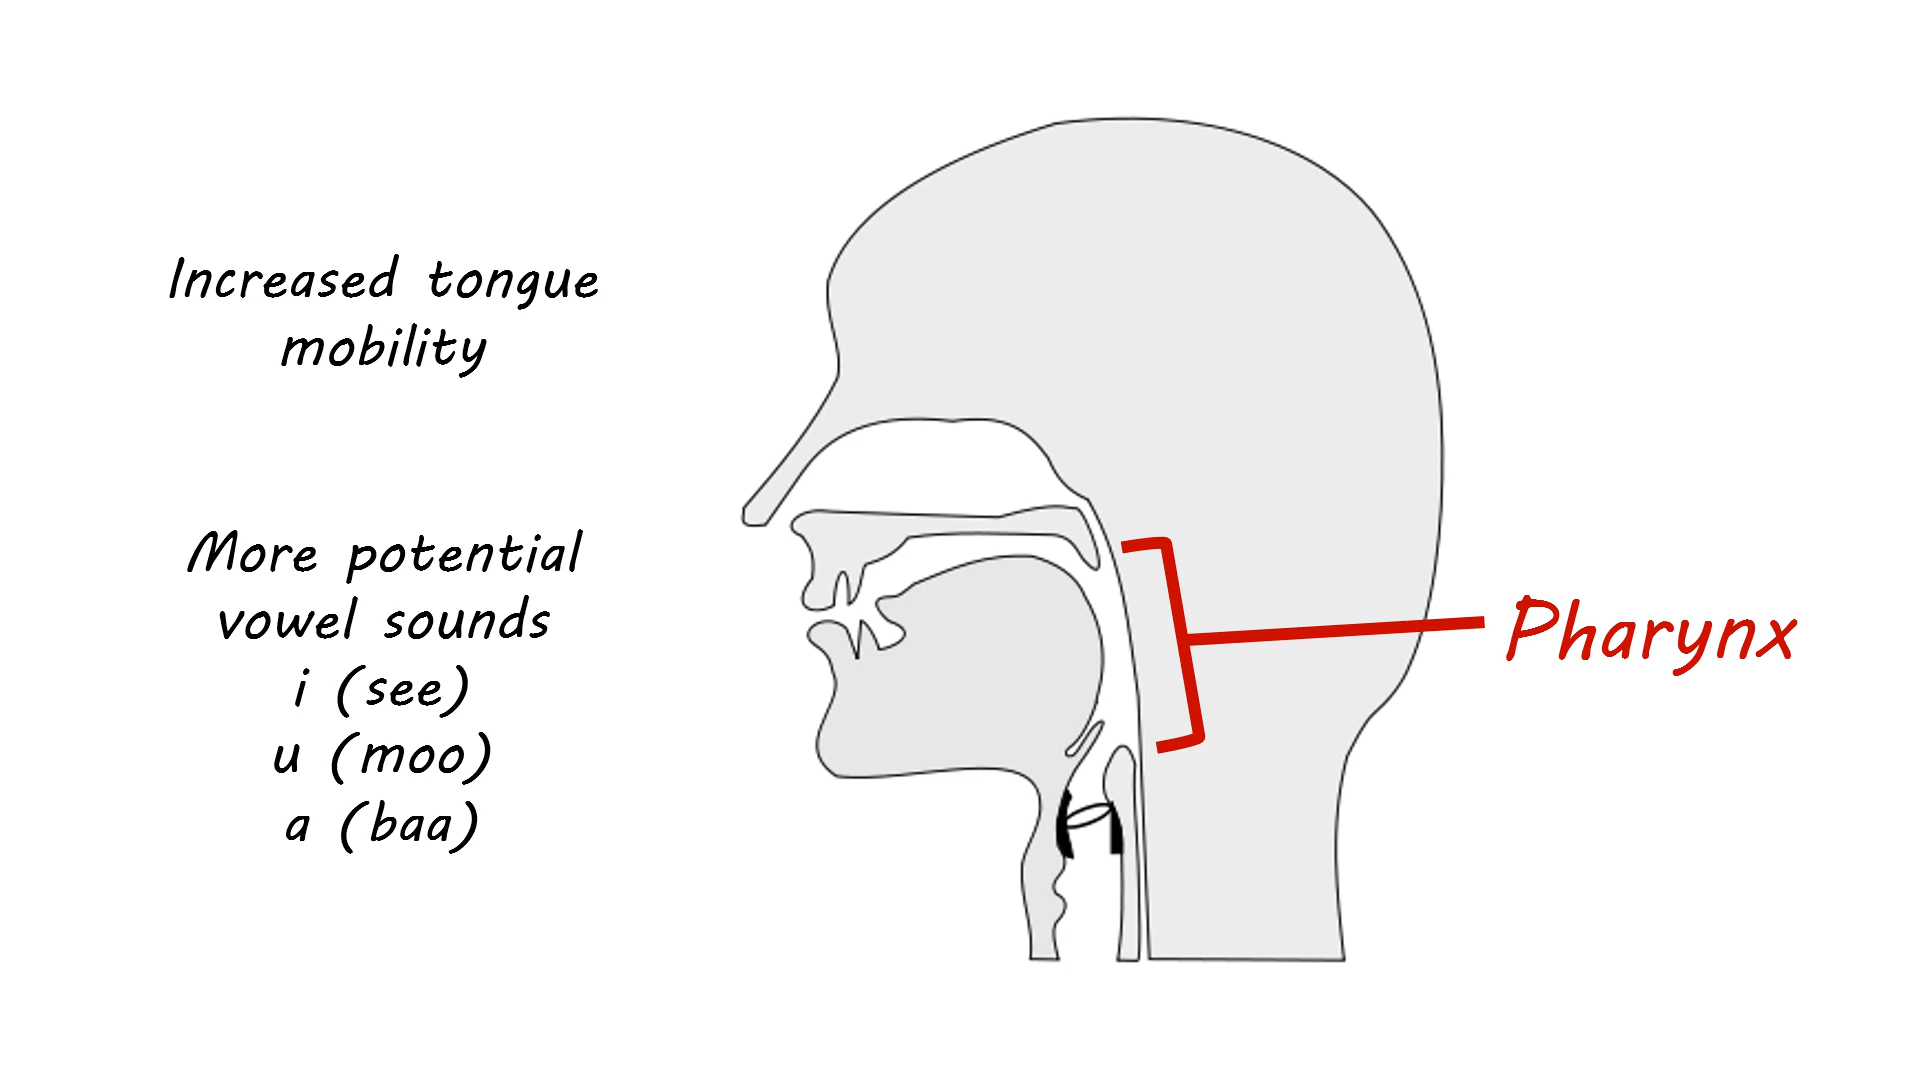 Increased tongue
mobility
More potential
vowel sounds
i (see)
u (moo)
a (baa)
Pharynx